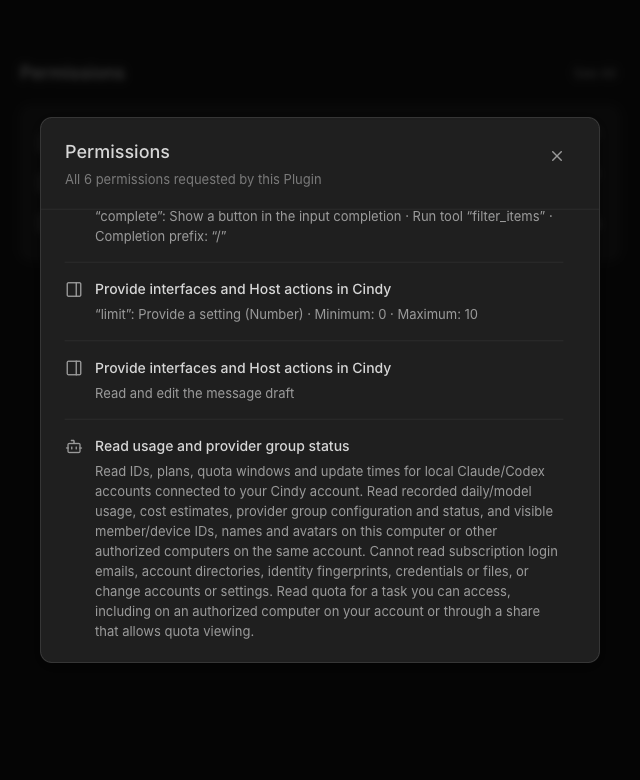 Permissions
Permissions
All 6 permissions requested by this Plugin
“complete”: Show a button in the input completion · Run tool “filter_items” ·
Completion prefix: “/”
Provide interfaces and Host actions in Cindy
“limit”: Provide a setting (Number) · Minimum: 0 · Maximum: 10
Provide interfaces and Host actions in Cindy
Read and edit the message draft
Read usage and provider group status
Read IDs, plans, quota windows and update times for local Claude/Codex
accounts connected to your Cindy account. Read recorded daily/model
usage, cost estimates, provider group configuration and status, and visible
member/device IDs, names and avatars on this computer or other
authorized computers on the same account. Cannot read subscription login
emails, account directories, identity fingerprints, credentials or files, or
change accounts or settings. Read quota for a task you can access,
including on an authorized computer on your account or through a share
that allows quota viewing.